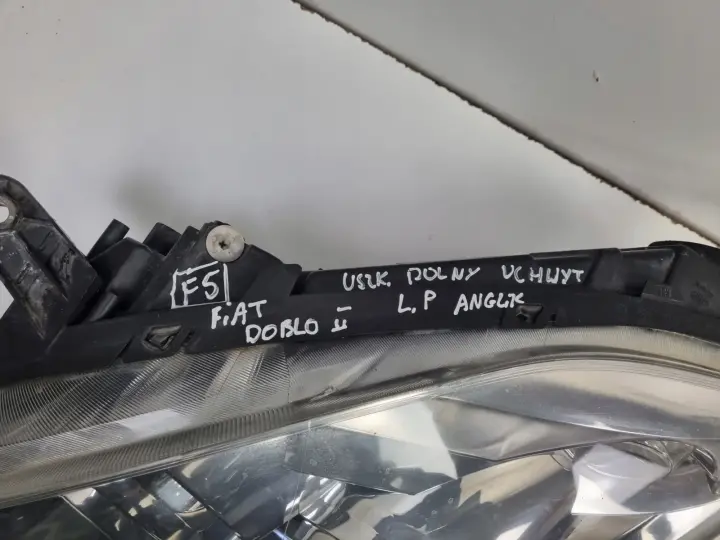 F5
FIAT
DOBLO II
USZK. DOLNY UCHWYT
L.P ANGLIK